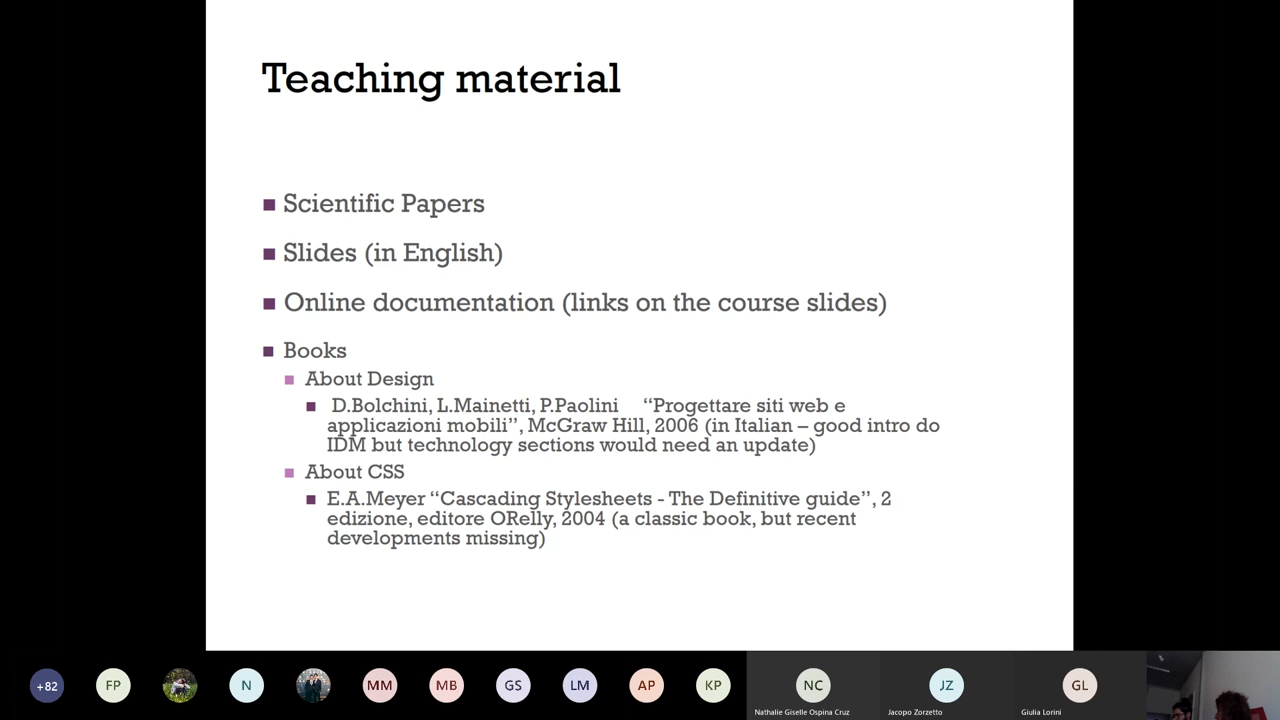 Teaching material
Scientific Papers
Slides (in English)
Online documentation (links on the course slides)
Books
About Design
D.Bolchini, L.Mainetti, P.Paolini “Progettare siti web e
applicazioni mobili”, McGraw Hill, 2006 (in Italian – good intro do
IDM but technology sections would need an update)
About CSS
E.A.Meyer “Cascading Stylesheets - The Definitive guide”, 2
edizione, editore ORelly, 2004 (a classic book, but recent
developments missing)
+82 FP N MM MB GS LM AP KP NC JZ GL
Nathalie Giselle Ospina Cruz Jacopo Zorzetto Giulia Lorini